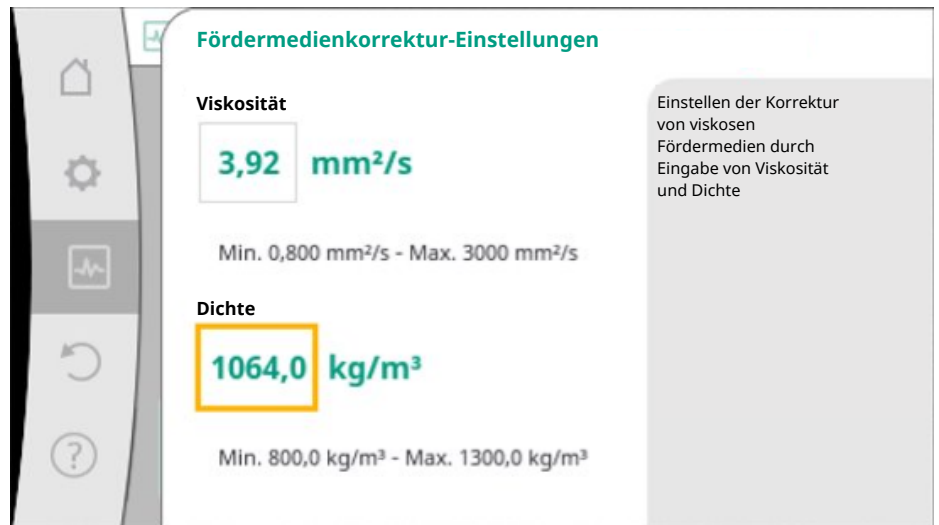 Fördermedienkorrektur-Einstellungen
Viskosität
3,92 mm²/s
Min. 0,800 mm²/s - Max. 3000 mm²/s
Dichte
1064,0 kg/m³
Min. 800,0 kg/m³ - Max. 1300,0 kg/m³
Einstellen der Korrektur
von viskosen
Fördermedien durch
Eingabe von Viskosität
und Dichte
?